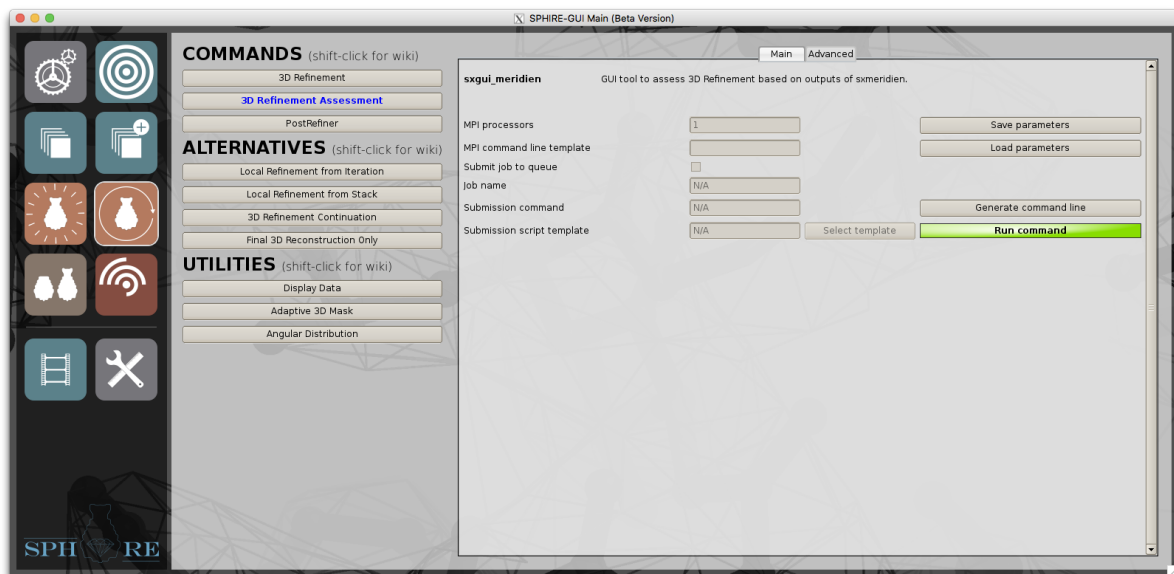 SPHIRE-GUI Main (Beta Version)
COMMANDS (shift-click for wiki)
3D Refinement
3D Refinement Assessment
PostRefiner
ALTERNATIVES (shift-click for wiki)
Local Refinement from Iteration
Local Refinement from Stack
3D Refinement Continuation
Final 3D Reconstruction Only
UTILITIES (shift-click for wiki)
Display Data
Adaptive 3D Mask
Angular Distribution
SPHIRE
Main Advanced
sxgui_meridien GUI tool to assess 3D Refinement based on outputs of sxmeridien.
MPI processors 1 Save parameters
MPI command line template Load parameters
Submit job to queue
Job name N/A
Submission command N/A Generate command line
Submission script template N/A Select template Run command